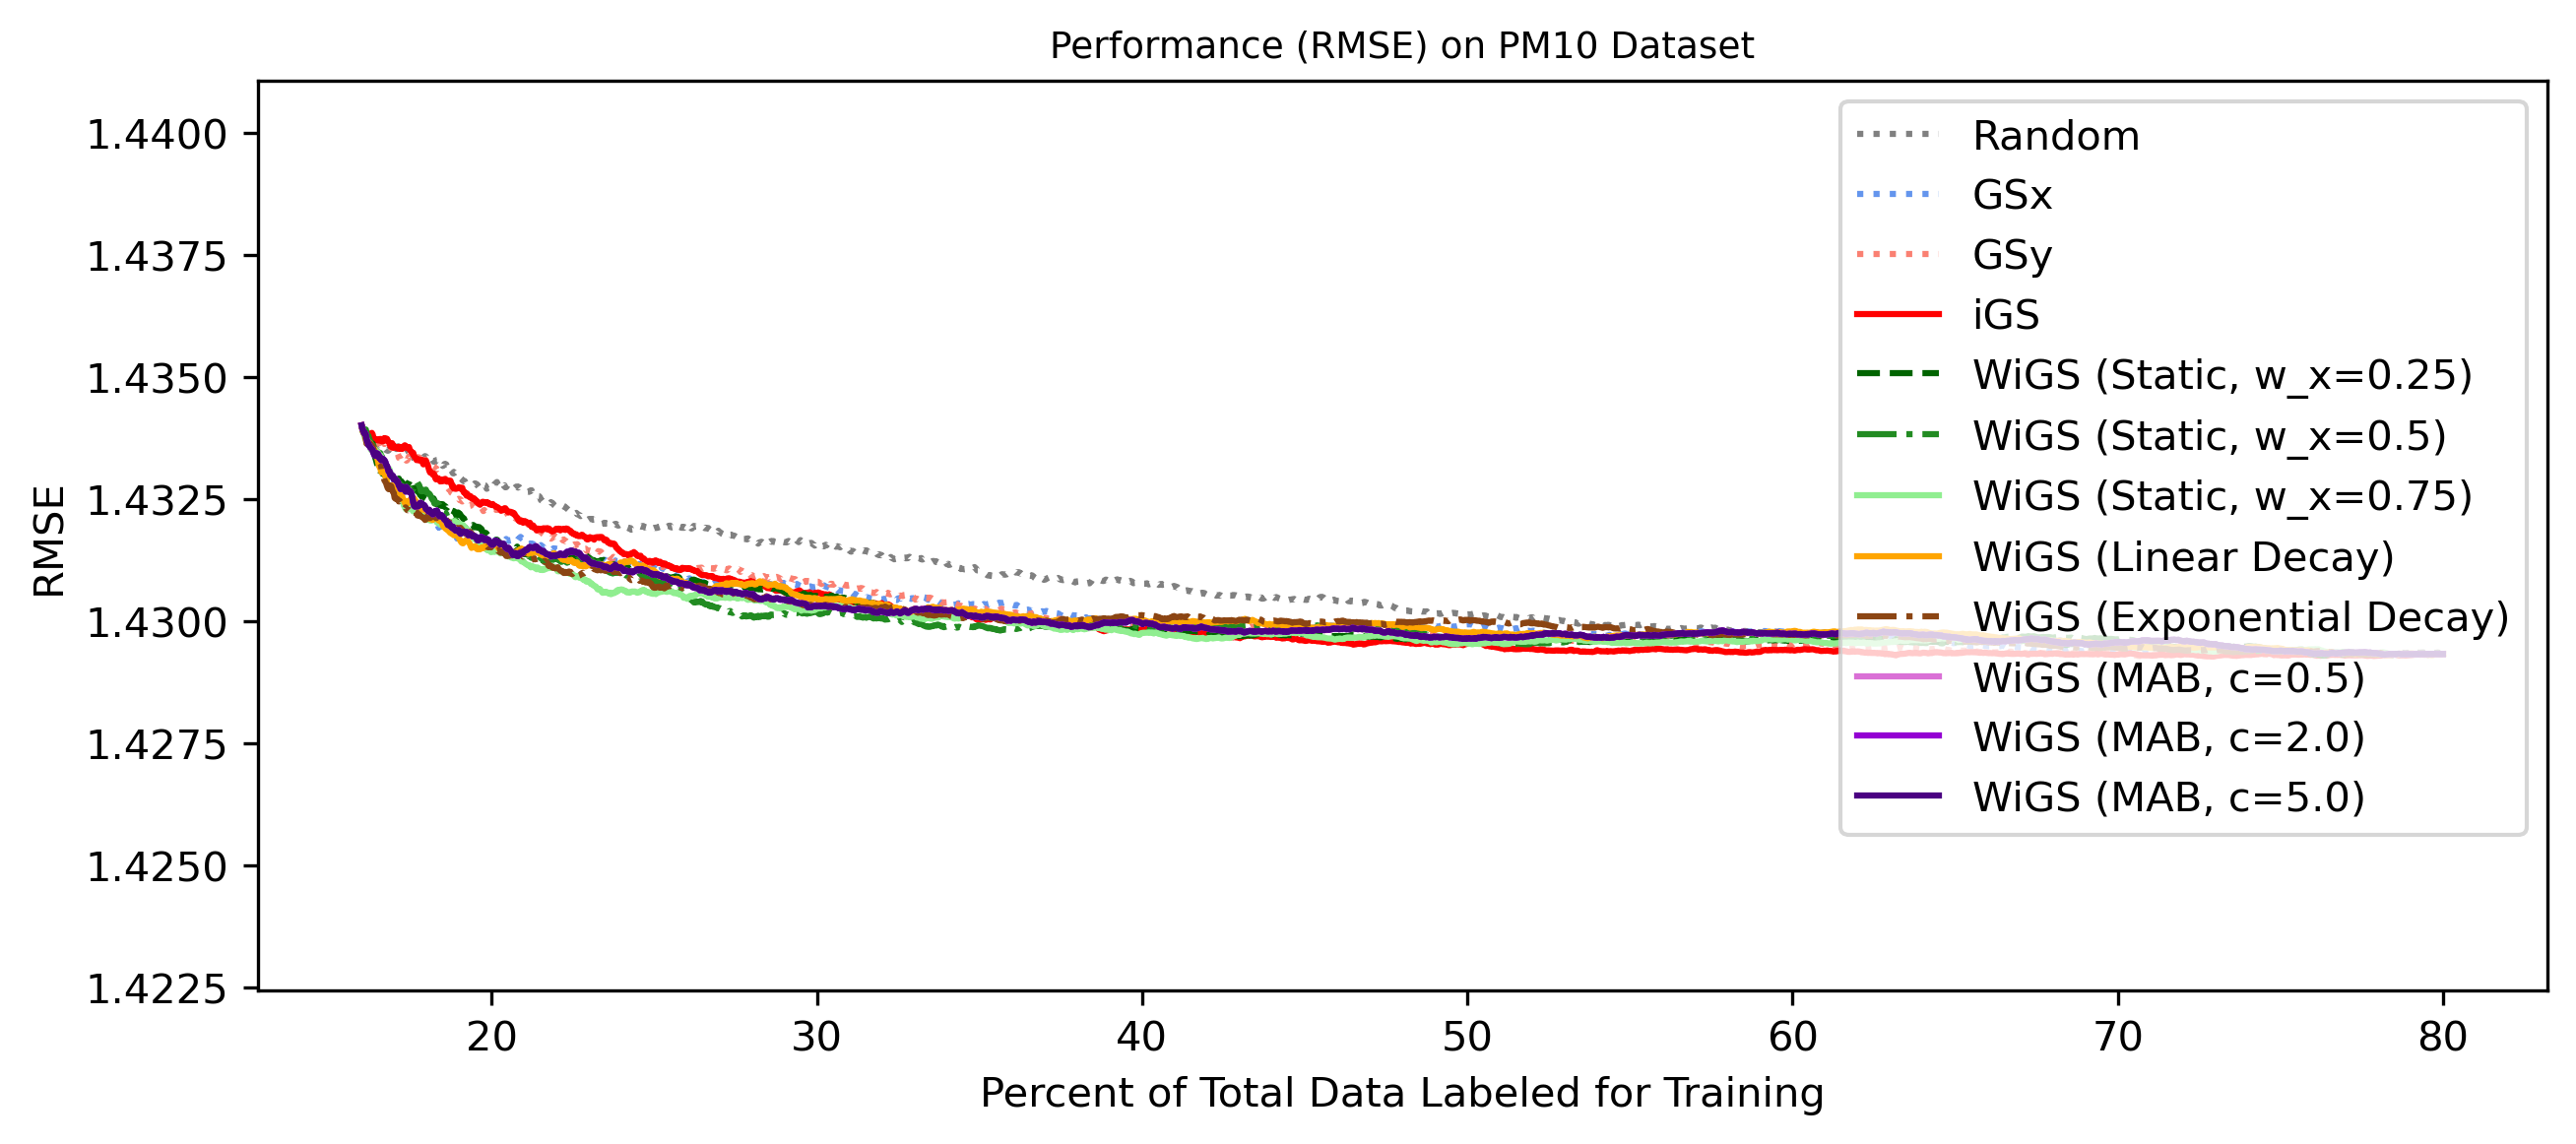 Performance (RMSE) on PM10 Dataset
1.4400
1.4375
1.4350
1.4325
1.4300
1.4275
1.4250
1.4225
RMSE
Random
GSx
GSy
iGS
WiGS (Static, w_x=0.25)
WiGS (Static, w_x=0.5)
WiGS (Static, w_x=0.75)
WiGS (Linear Decay)
WiGS (Exponential Decay)
WiGS (MAB, c=0.5)
WiGS (MAB, c=2.0)
WiGS (MAB, c=5.0)
20 30 40 50 60 70 80
Percent of Total Data Labeled for Training